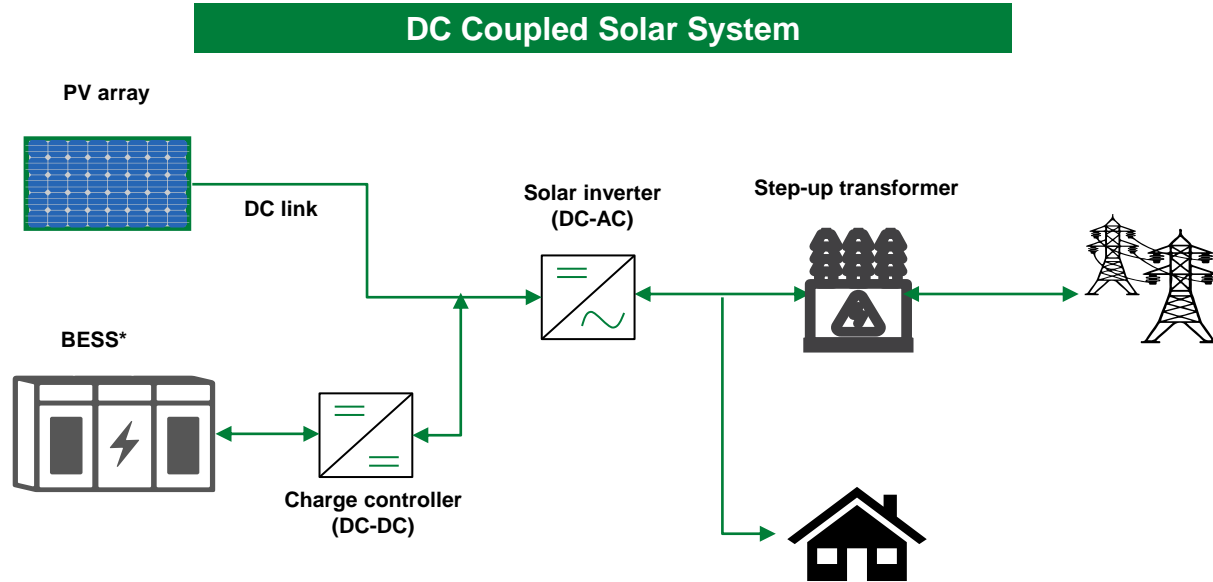 DC Coupled Solar System
PV array
DC link
Solar inverter
(DC-AC)
Step-up transformer
BESS*
Charge controller
(DC-DC)